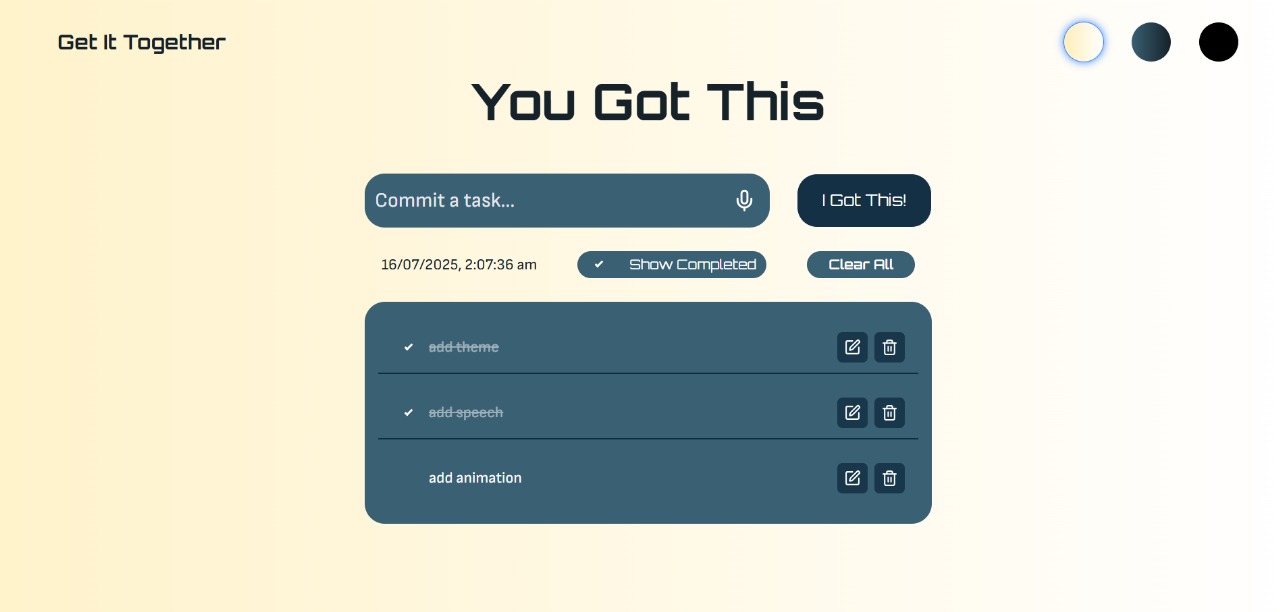 Get It Together
You Got This
Commit a task...
I Got This!
16/07/2025, 2:07:36 am
Show Completed
Clear All
add theme
add speech
add animation